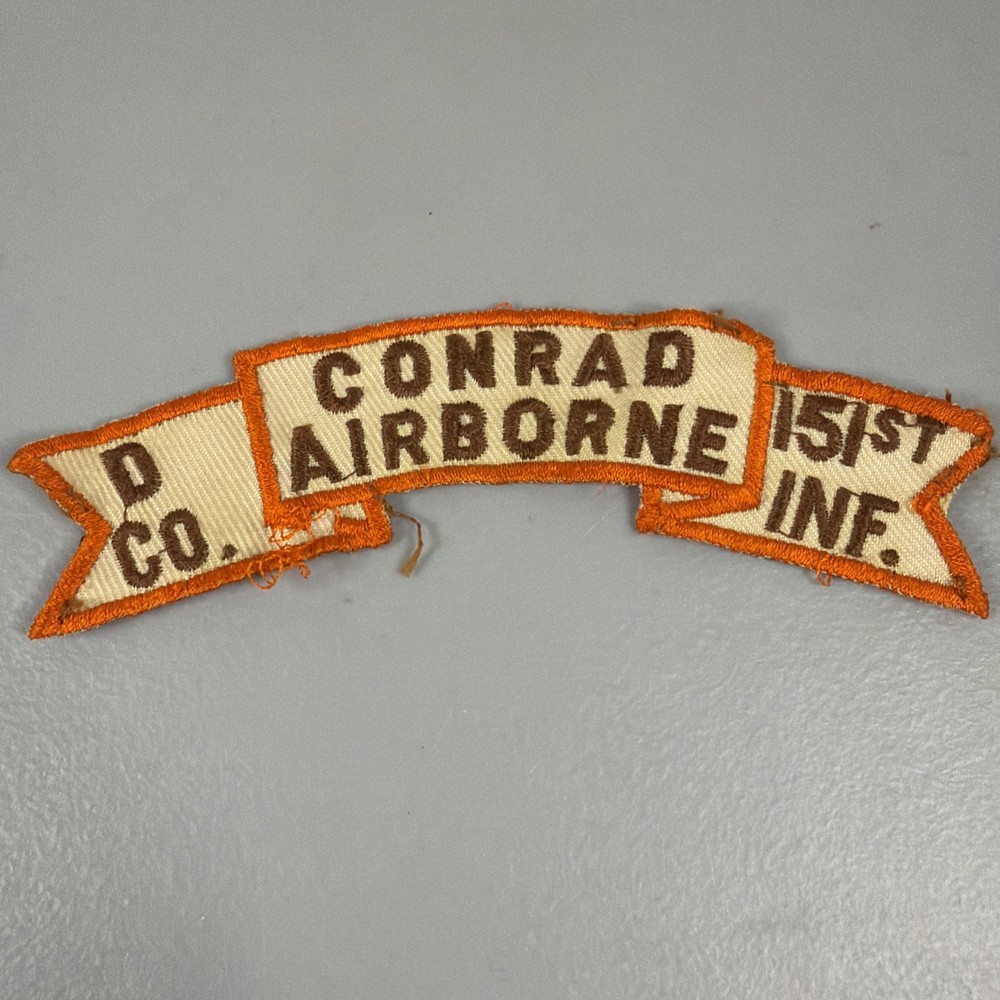 D
CO.
CONRAD
AIRBORNE
151ST
INF.